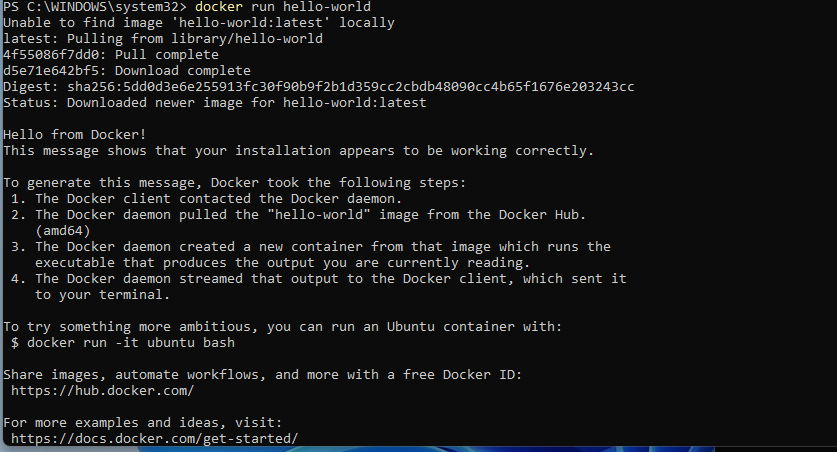 PS C:\WINDOWS\system32> docker run hello-world
Unable to find image 'hello-world:latest' locally
latest: Pulling from library/hello-world
4f55086f7dd0: Pull complete
d5e71e642bf5: Download complete
Digest: sha256:5dd0d3e6e255913fc30f90b9f2b1d359cc2cbdb48090cc4b65f1676e203243cc
Status: Downloaded newer image for hello-world:latest

Hello from Docker!
This message shows that your installation appears to be working correctly.

To generate this message, Docker took the following steps:
 1. The Docker client contacted the Docker daemon.
 2. The Docker daemon pulled the "hello-world" image from the Docker Hub.
    (amd64)
 3. The Docker daemon created a new container from that image which runs the
    executable that produces the output you are currently reading.
 4. The Docker daemon streamed that output to the Docker client, which sent it
    to your terminal.

To try something more ambitious, you can run an Ubuntu container with:
 $ docker run -it ubuntu bash

Share images, automate workflows, and more with a free Docker ID:
 https://hub.docker.com/

For more examples and ideas, visit:
 https://docs.docker.com/get-started/